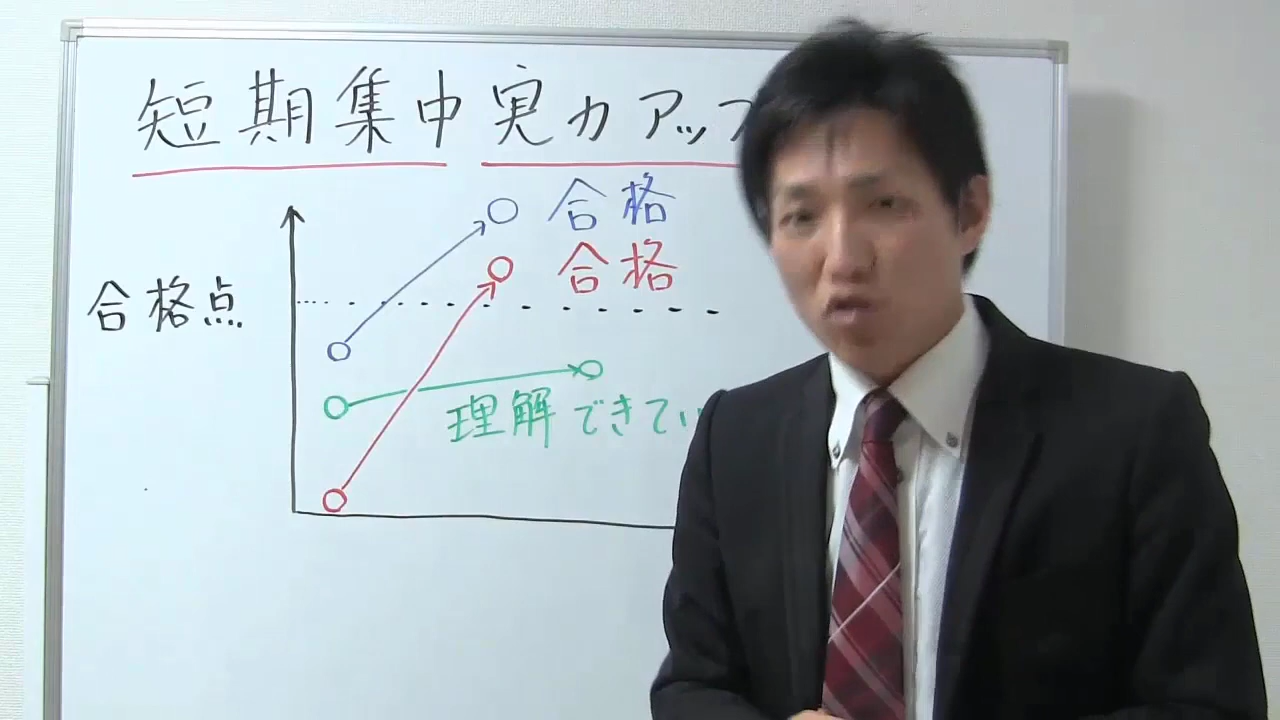 短期集中実力アッ
合格
合格
合格点
理解できてい